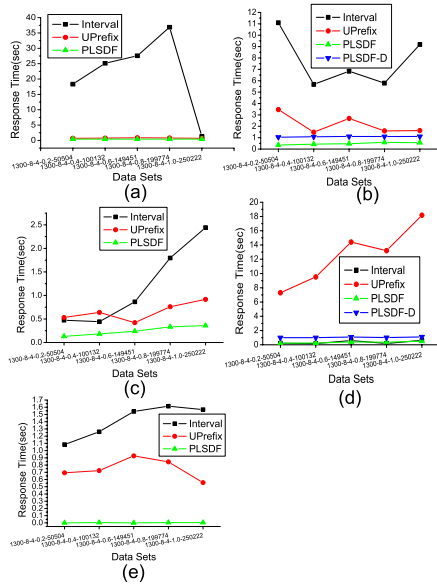 40
35
30
25
20
15
10
5
0
Response Time(sec)
Interval
UPrefix
PLSDF
1300-8-4-0.2-50504
1300-8-4-0.4-100132
1300-8-4-0.6-149451
1300-8-4-0.8-199774
1300-8-4-1.0-250222
Data Sets
(a)
12
11
10
9
8
7
6
5
4
3
2
1
0
Response Time(sec)
Interval
UPrefix
PLSDF
PLSDF-D
1300-8-4-0.2-50504
1300-8-4-0.4-100132
1300-8-4-0.6-149451
1300-8-4-0.8-199774
1300-8-4-1.0-250222
Data Sets
(b)
2.5
2.0
1.5
1.0
0.5
0.0
Response Time(sec)
Interval
UPrefix
PLSDF
1300-8-4-0.2-50504
1300-8-4-0.4-100132
1300-8-4-0.6-149451
1300-8-4-0.8-199774
1300-8-4-1.0-250222
Data Sets
(c)
20
18
16
14
12
10
8
6
4
2
0
Response Time(sec)
Interval
UPrefix
PLSDF
PLSDF-D
1300-8-4-0.2-50504
1300-8-4-0.4-100132
1300-8-4-0.6-149451
1300-8-4-0.8-199774
1300-8-4-1.0-250222
Data Sets
(d)
1.7
1.6
1.5
1.4
1.3
1.2
1.1
1.0
0.9
0.8
0.7
0.6
0.5
0.4
0.3
0.2
0.1
0.0
Response Time(sec)
Interval
UPrefix
PLSDF
1300-8-4-0.2-50504
1300-8-4-0.4-100132
1300-8-4-0.6-149451
1300-8-4-0.8-199774
1300-8-4-1.0-250222
Data Sets
(e)